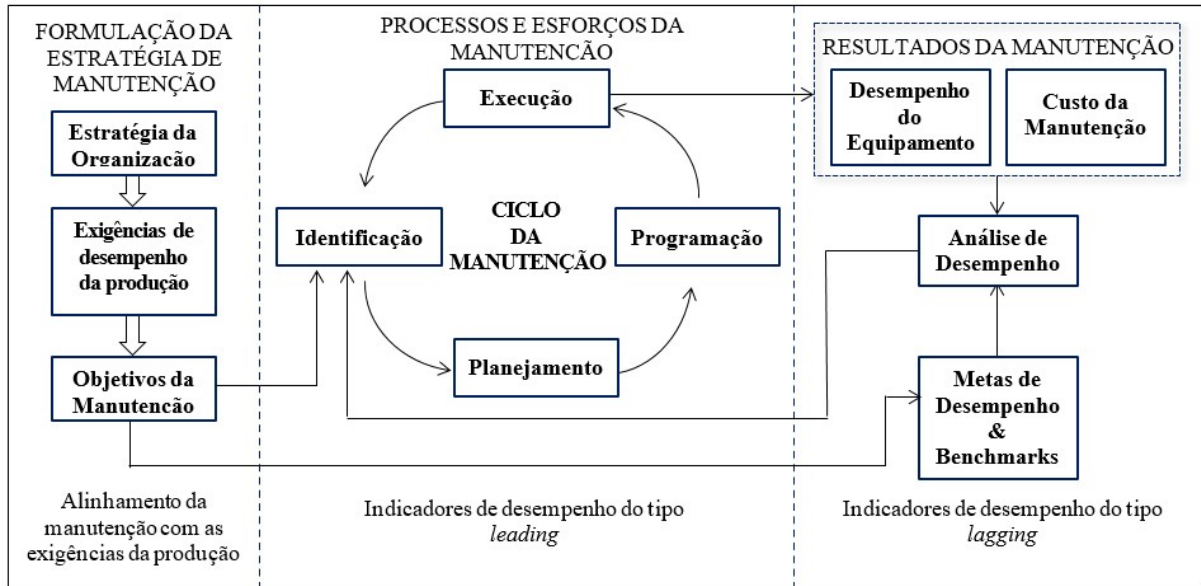 FORMULAÇÃO DA
ESTRATÉGIA DE
MANUTENÇÃO
Estratégia da
Organização
Exigências de
desempenho
da produção
Objetivos da
Manutenção
Alinhamento da
manutenção com as
exigências da produção
PROCESSOS E ESFORÇOS DA
MANUTENCÃO
Execução
Identificação
CICLO
DA
MANUTENÇÃO
Programação
Planejamento
Indicadores de desempenho do tipo
leading
RESULTADOS DA MANUTENÇÃO
Desempenho
do
Equipamento
Custo da
Manutenção
Análise de
Desempenho
Metas de
Desempenho
&
Benchmarks
Indicadores de desempenho do tipo
lagging